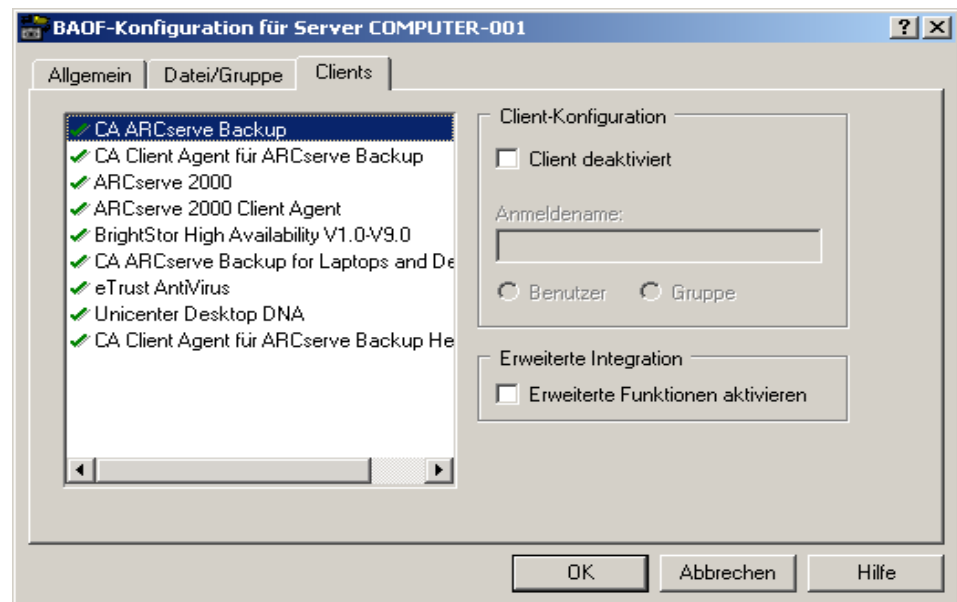 BAOF-Konfiguration für Server COMPUTER-001
Allgemein
Datei/Gruppe
Clients
CA ARCserve Backup
CA Client Agent für ARCserve Backup
ARCserve 2000
ARCserve 2000 Client Agent
BrightStor High Availability V1.0-V9.0
CA ARCserve Backup for Laptops and De
eTrust AntiVirus
Unicenter Desktop DNA
CA Client Agent für ARCserve Backup He
Client-Konfiguration
Client deaktiviert
Anmeldename:
Benutzer
Gruppe
Erweiterte Integration
Erweiterte Funktionen aktivieren
OK
Abbrechen
Hilfe